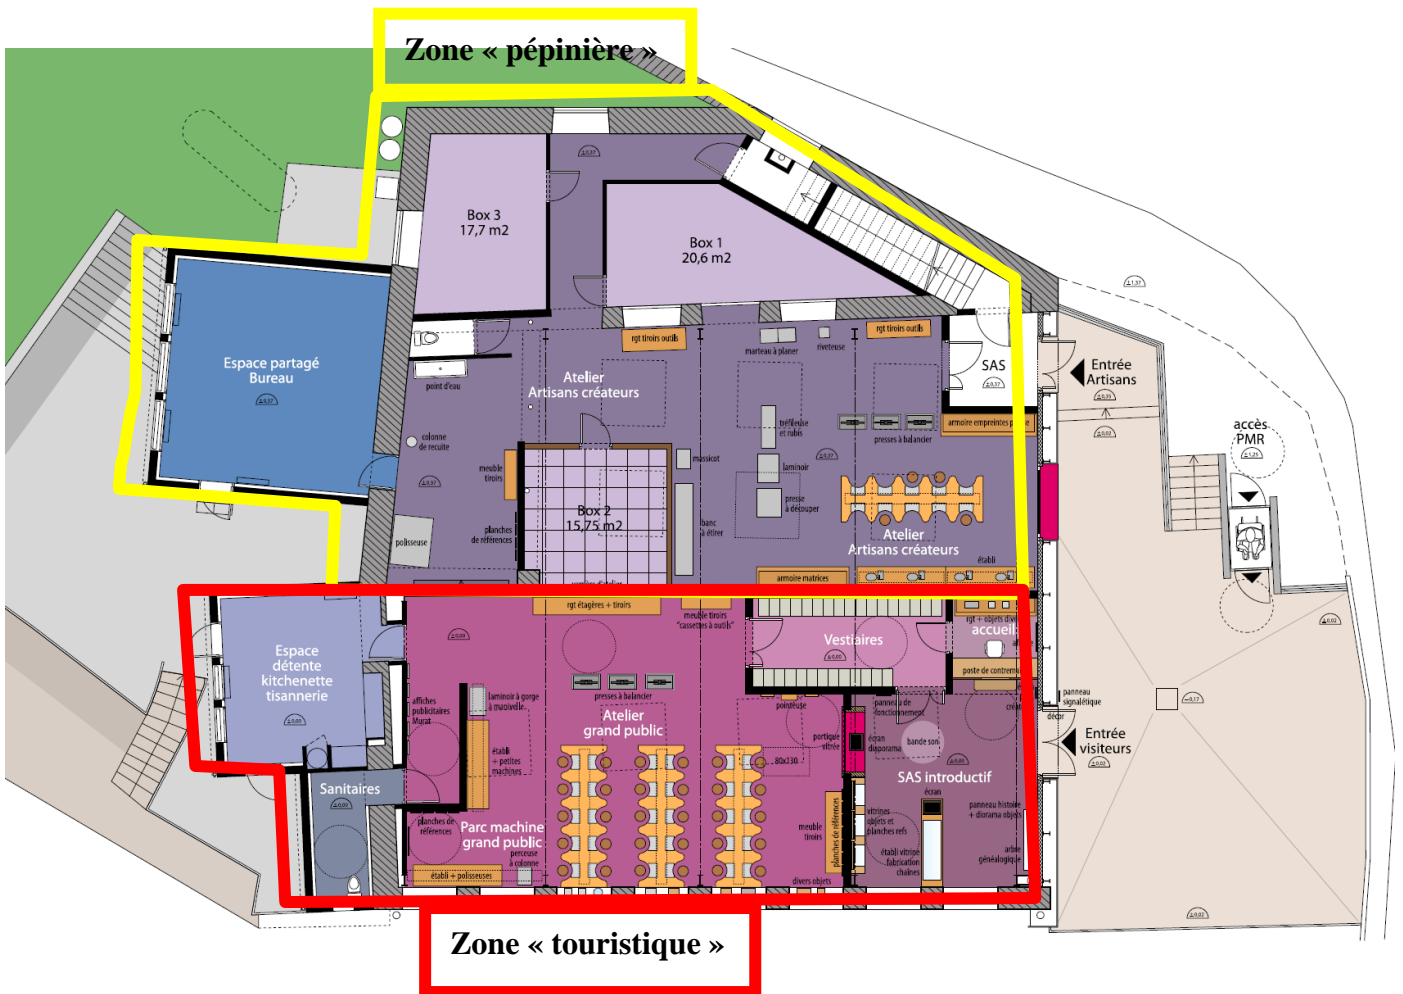 Zone « pépinière »
Box 3
17,7 m2
Box 1
20,6 m2
rgt tiroirs outils
marteau à planer
riveteuse
rgt tiroirs outils
SAS
Entrée
Artisans
Espace partagé
Bureau
point d'eau
Atelier
Artisans créateurs
tréfileuse
et rubis
presses à balancier
armoire empreintes
accès
PMR
colonne
de recuite
meuble
tiroirs
massicot
laminoir
presse
à découper
Box 2
15,75 m2
planches
de références
banc
à étirer
polisseuse
Atelier
Artisans créateurs
établi
armoire matrices
rgt étagères + tiroirs
meuble tiroirs
"cassettes à outils"
Vestiaires
rgt + objets
accueil
poste de
Espace
détente
kitchenette
tisannerie
affiches
publicitaires
Murat
laminoir à gorge
à manivelle
presses à balancier
Atelier
grand public
pointeuse
panneau de
fonctionnement
panneau
signalétique
décor
Entrée
visiteurs
portique
vitrée
écran
diaporama
bande son
établi
+ petites
machines
80x130
SAS introductif
écran
Sanitaires
planches de
références
Parc machine
grand public
perceuse
à colonne
établi + polisseuses
meuble
tiroirs
planches de références
vitrines
objets et
planches refs
panneau histoire
+ diorama objets
établi vitrine
fabrication
chaînes
arbre
généalogique
divers objets
Zone « touristique »